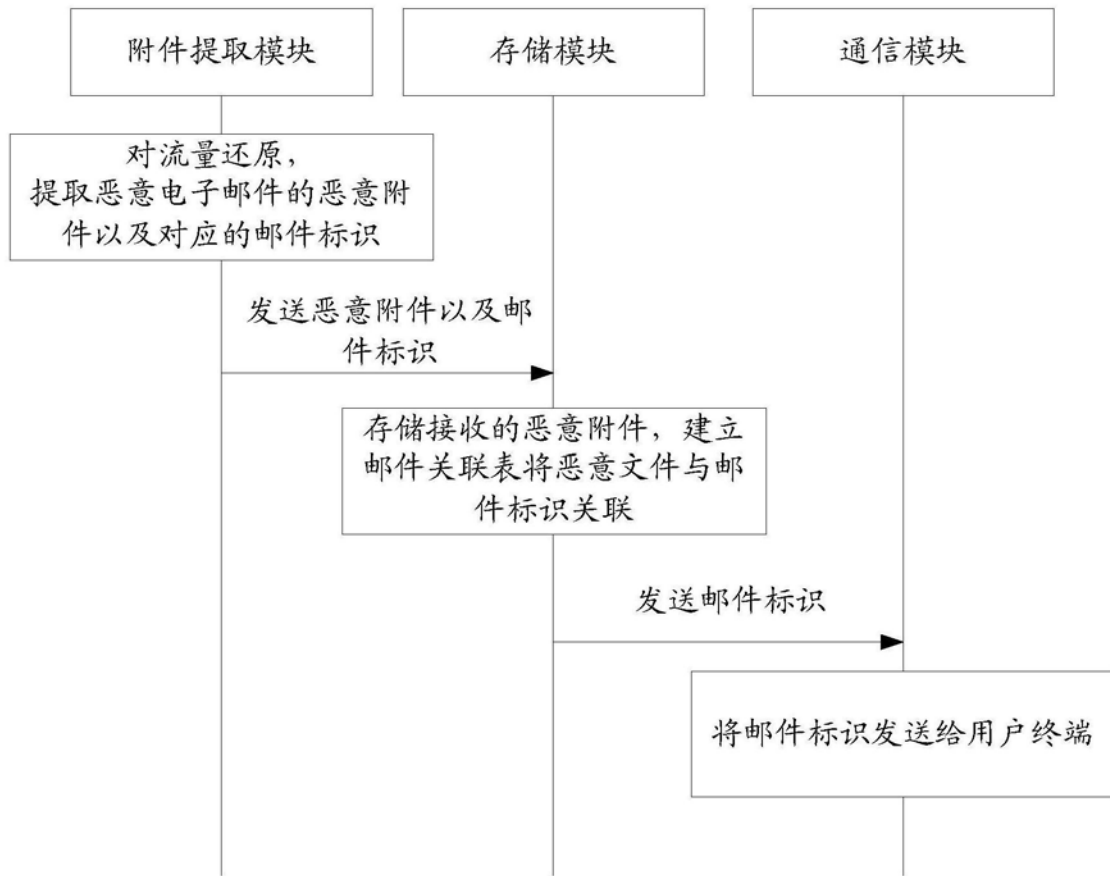 附件提取模块
存储模块
通信模块
对流量还原，
提取恶意电子邮件的恶意附
件以及对应的邮件标识
发送恶意附件以及邮
件标识
存储接收的恶意附件，建立
邮件关联表将恶意文件与邮
件标识关联
发送邮件标识
将邮件标识发送给用户终端